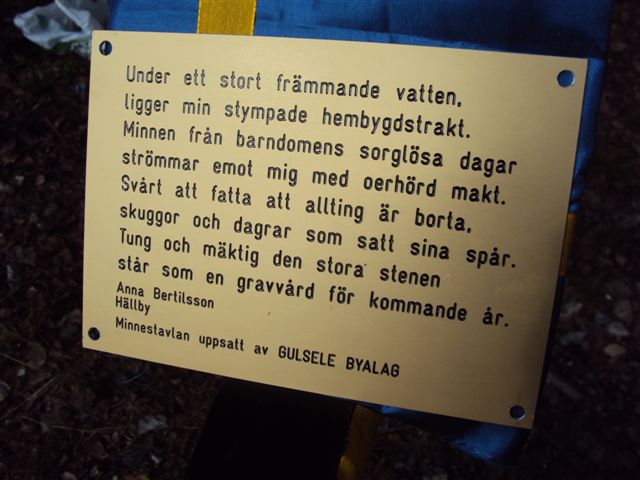 Under ett stort främmande vatten,
ligger min stympade hembygdstrakt.
Minnen från barndomens sorglösa dagar
strömmar emot mig med oerhörd makt.
Svårt att fatta att allting är borta,
skuggor och dagrar som satt sina spår.
Tung och mäktig den stora stenen
står som en gravvård för kommande år.
Anna Bertilsson
Hällby
Minnestavlan uppsatt av GULSELE BYALAG